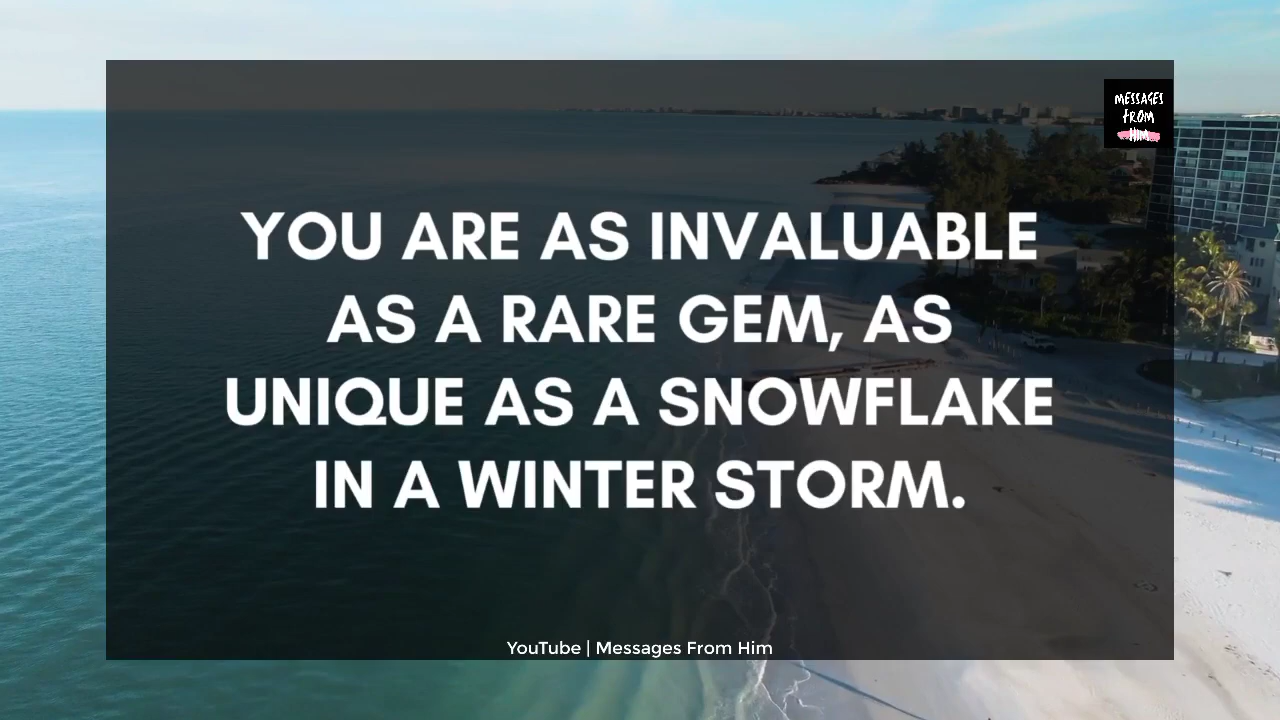 MESSAGES
FROM
HIM
YOU ARE AS INVALUABLE
AS A RARE GEM, AS
UNIQUE AS A SNOWFLAKE
IN A WINTER STORM.
YouTube | Messages From Him